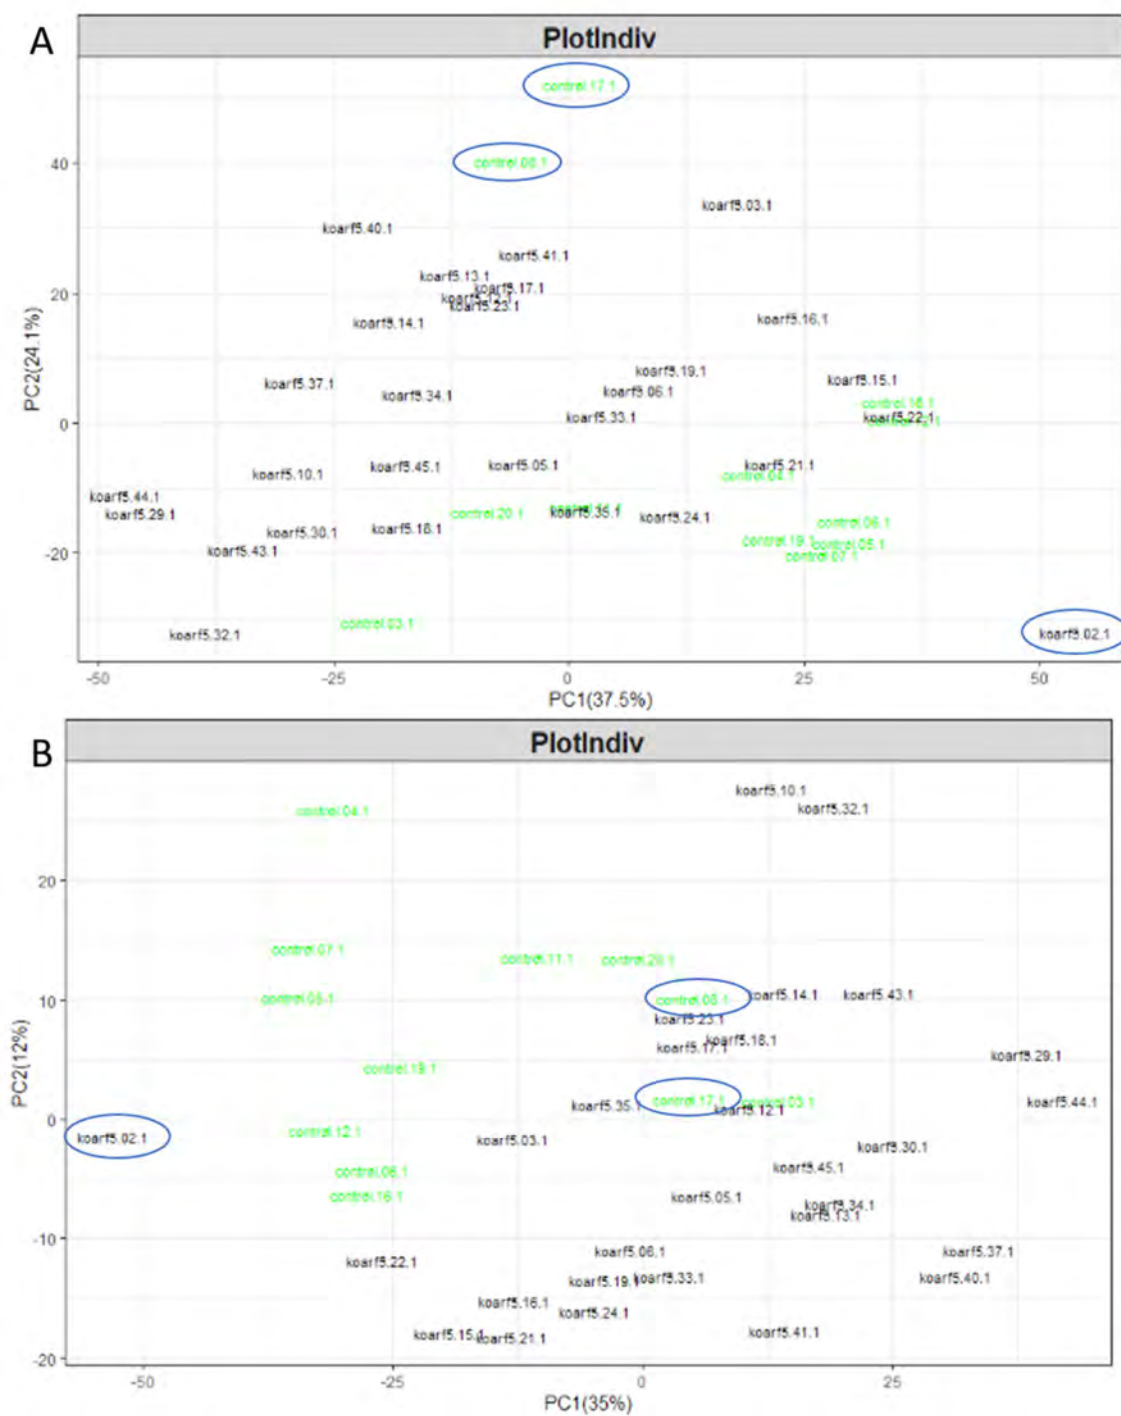 A
PlotIndiv
control.17.1
control.08.1
40
koarf5.03.1
koarf5.40.1
koarf5.41.1
koarf5.13.1
koarf5.17.1
koarf5.12.1
koarf5.23.1
20
koarf5.14.1
koarf5.16.1
koarf5.19.1
koarf5.37.1
koarf5.34.1
koarf5.06.1
koarf5.15.1
control.16.1
0
koarf5.33.1
koarf5.22.1
PC2(24.1%)
koarf5.10.1
koarf5.45.1
koarf5.05.1
koarf5.21.1
control.04.1
koarf5.44.1
koarf5.29.1
control.20.1
koarf5.35.1
koarf5.24.1
control.06.1
koarf5.30.1
koarf5.18.1
koarf5.43.1
control.19.1
control.05.1
control.07.1
-20
control.03.1
koarf5.32.1
koarf5.02.1
-50
-25
0
25
50
PC1(37.5%)
B
PlotIndiv
koarf5.10.1
control.04.1
koarf5.32.1
20
control.07.1
control.11.1
control.20.1
control.05.1
control.08.1
koarf5.14.1
koarf5.43.1
10
koarf5.23.1
koarf5.18.1
koarf5.17.1
koarf5.29.1
control.19.1
PC2(12%)
koarf5.35.1
control.17.1
control.03.1
koarf5.12.1
koarf5.44.1
0
koarf5.02.1
control.12.1
koarf5.03.1
koarf5.30.1
koarf5.45.1
control.06.1
control.16.1
koarf5.05.1
koarf5.34.1
koarf5.13.1
-10
koarf5.22.1
koarf5.06.1
koarf5.37.1
koarf5.19.1
koarf5.33.1
koarf5.40.1
koarf5.16.1
koarf5.24.1
koarf5.15.1
koarf5.21.1
koarf5.41.1
-20
-50
-25
0
25
PC1(35%)